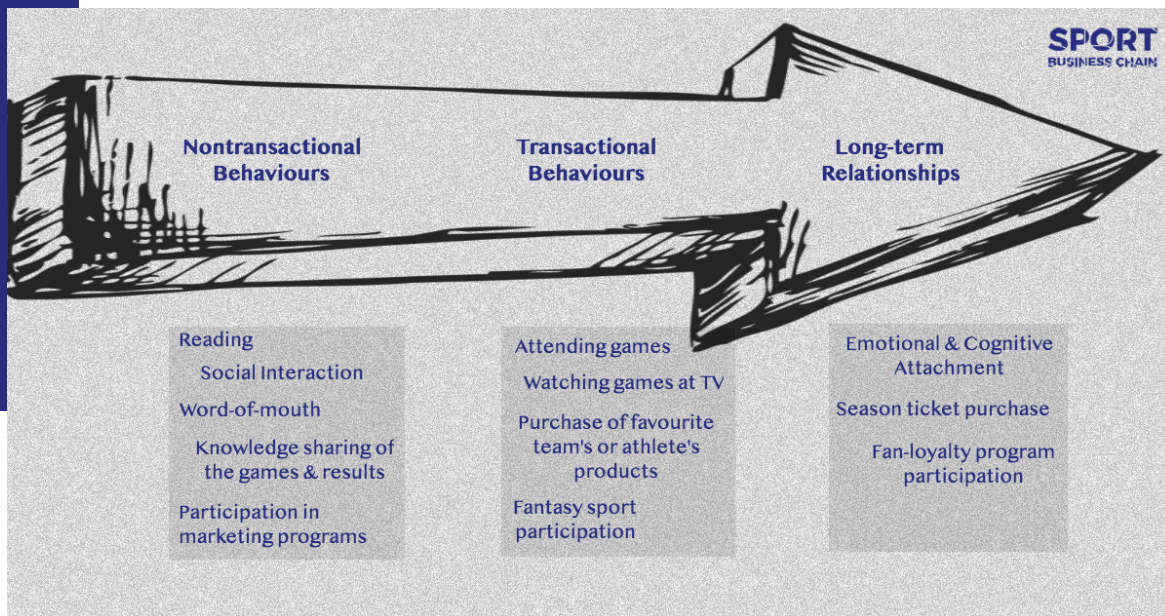 SPORT
BUSINESS CHAIN
Nontransactional
Behaviours
Transactional
Behaviours
Long-term
Relationships
Reading
Social Interaction
Word-of-mouth
Knowledge sharing of
the games & results
Participation in
marketing programs
Attending games
Watching games at TV
Purchase of favourite
team's or athlete's
products
Fantasy sport
participation
Emotional & Cognitive
Attachment
Season ticket purchase
Fan-loyalty program
participation